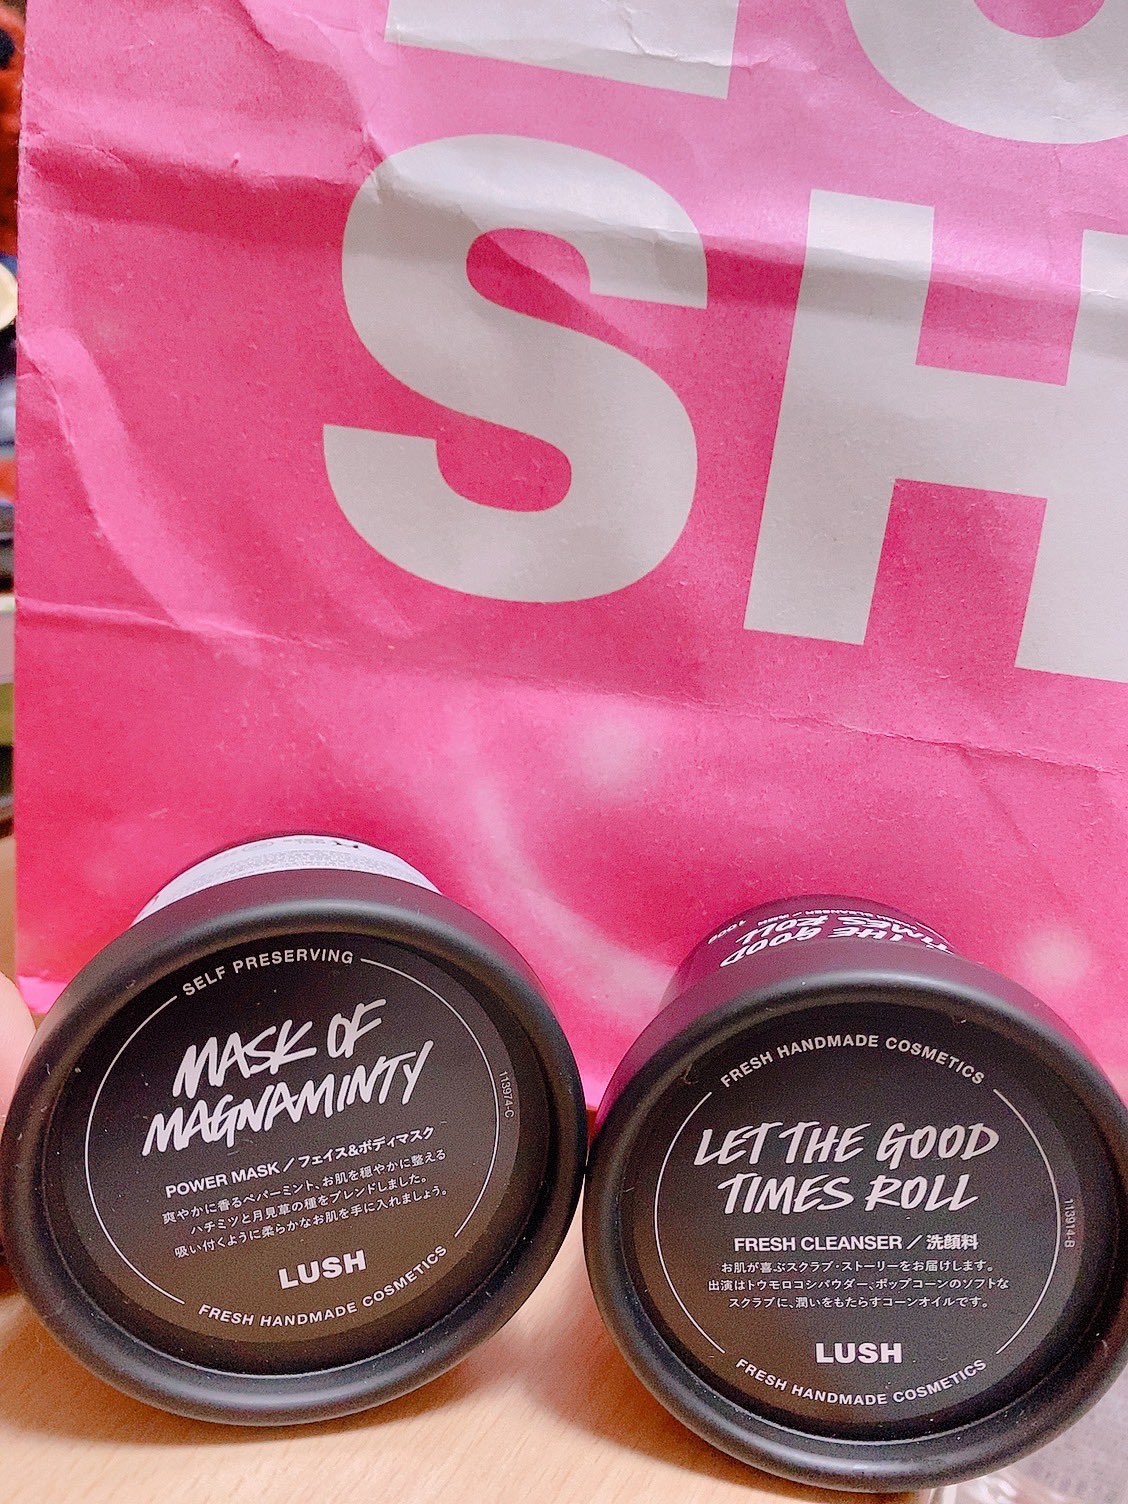 SH
SELF PRESERVING
MASK OF
MAGNAMINTY
POWER MASK／フェイス&ボディマスク
爽やかに香るペパーミント、お肌を穏やかに整える
ハチミツと月見草の種をブレンドしました。
吸い付くように柔らかなお肌を手に入れましょう。
LUSH
FRESH HANDMADE COSMETICS
113974-C
THE GOOD
TIMES ROLL
FRESH HANDMADE COSMETICS
LET THE GOOD
TIMES ROLL
FRESH CLEANSER／洗顔料
お肌が喜ぶスクラブ・ストーリーをお届けします。
出演はトウモロコシパウダー、ポップコーンのソフトな
スクラブに、潤いをもたらすコーンオイルです。
LUSH
FRESH HANDMADE COSMETICS
113914-B